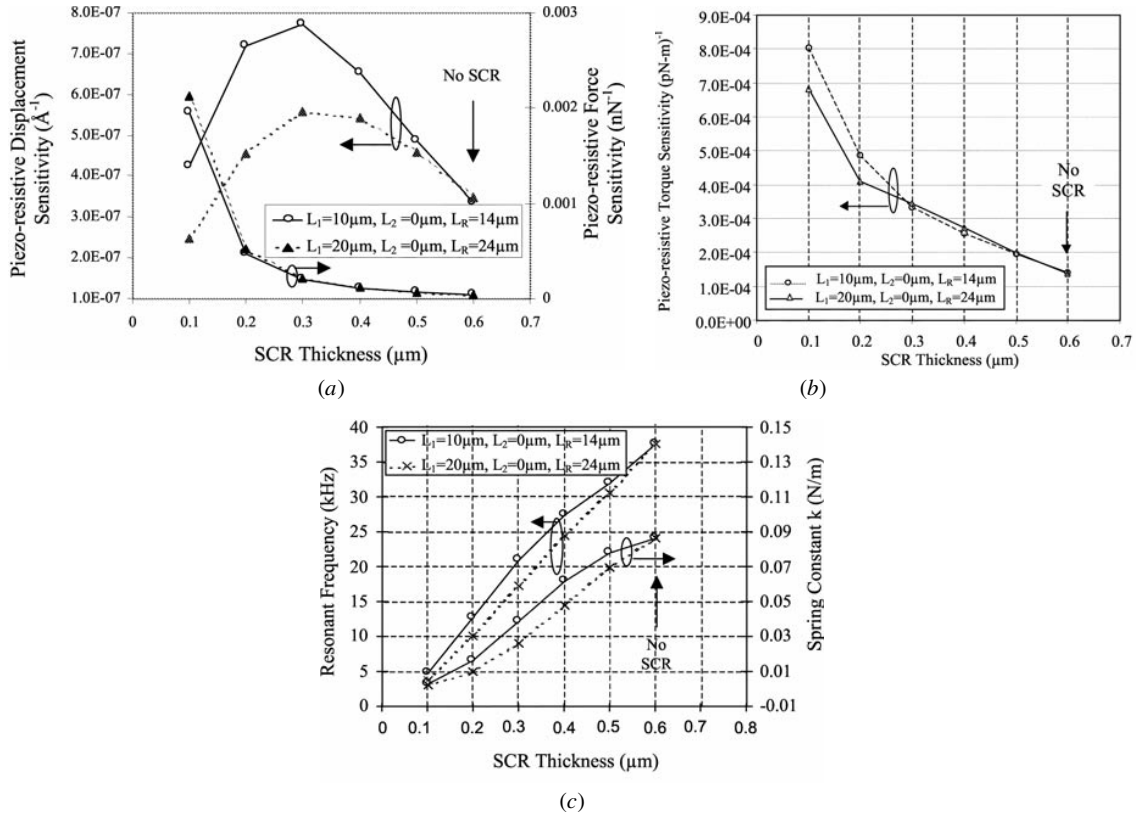 8.0E-07
7.0E-07
6.0E-07
5.0E-07
4.0E-07
3.0E-07
2.0E-07
1.0E-07
Piezo-resistive Displacement
Sensitivity (Å⁻¹)
0.003
0.002
0.001
0
Piezo-resistive Force
Sensitivity (nN⁻¹)
No SCR
L₁=10µm, L₂ =0µm, L_R=14µm
L₁=20µm, L₂ =0µm, L_R=24µm
0 0.1 0.2 0.3 0.4 0.5 0.6 0.7
SCR Thickness (µm)
(a)
9.0E-04
8.0E-04
7.0E-04
6.0E-04
5.0E-04
4.0E-04
3.0E-04
2.0E-04
1.0E-04
0.0E+00
Piezo-resistive Torque Sensitivity (pN-m)⁻¹
No
SCR
L₁=10µm, L₂=0µm, L_R=14µm
L₁=20µm, L₂=0µm, L_R=24µm
0 0.1 0.2 0.3 0.4 0.5 0.6 0.7
SCR Thickness (µm)
(b)
40
35
30
25
20
15
10
5
0
Resonant Frequency (kHz)
L₁=10µm, L₂=0µm, L_R=14µm
L₁=20µm, L₂=0µm, L_R=24µm
0.15
0.13
0.11
0.09
0.07
0.05
0.03
0.01
-0.01
Spring Constant k (N/m)
No
SCR
0 0.1 0.2 0.3 0.4 0.5 0.6 0.7 0.8
SCR Thickness (µm)
(c)